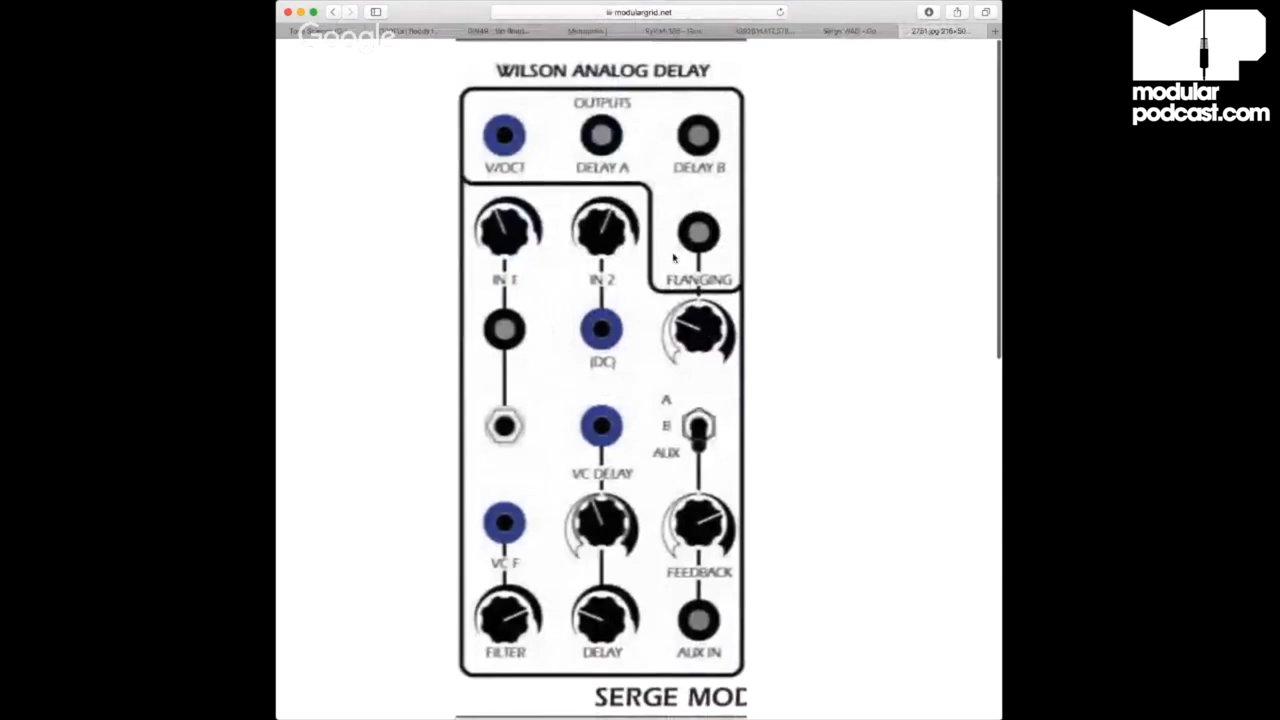 modulargrid.net
Google
modular
podcast.com
WILSON ANALOG DELAY
OUTPUTS
V/OCT DELAY A DELAY B
IN 1 IN 2 FLANGING
(DC)
A
B
AUX
VC DELAY
VC F
FEEDBACK
FILTER DELAY AUX IN
SERGE MOD